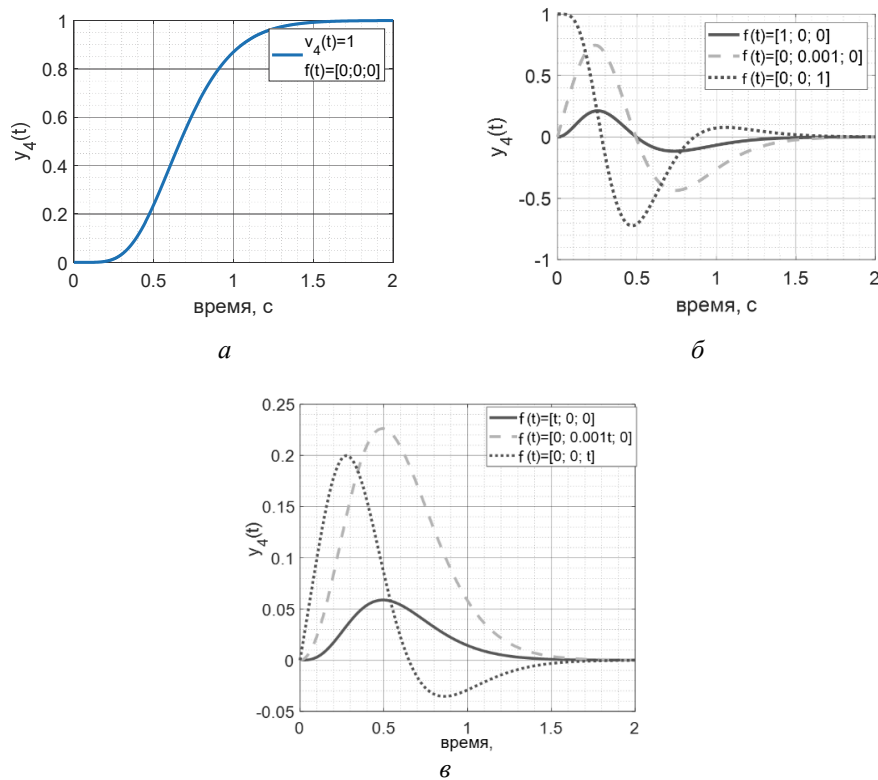 1
0.8
0.6
0.4
0.2
0
y4(t)
v4(t)=1
f(t)=[0;0;0]
0 0.5 1 1.5 2
время, с
а
1
0.5
0
-0.5
-1
y4(t)
f(t)=[1; 0; 0]
f(t)=[0; 0.001; 0]
f(t)=[0; 0; 1]
0 0.5 1 1.5 2
время, с
б
0.25
0.2
0.15
0.1
0.05
0
-0.05
y4(t)
f (t)=[t; 0; 0]
f (t)=[0; 0.001t; 0]
f (t)=[0; 0; t]
0 0.5 1 1.5 2
время,
в